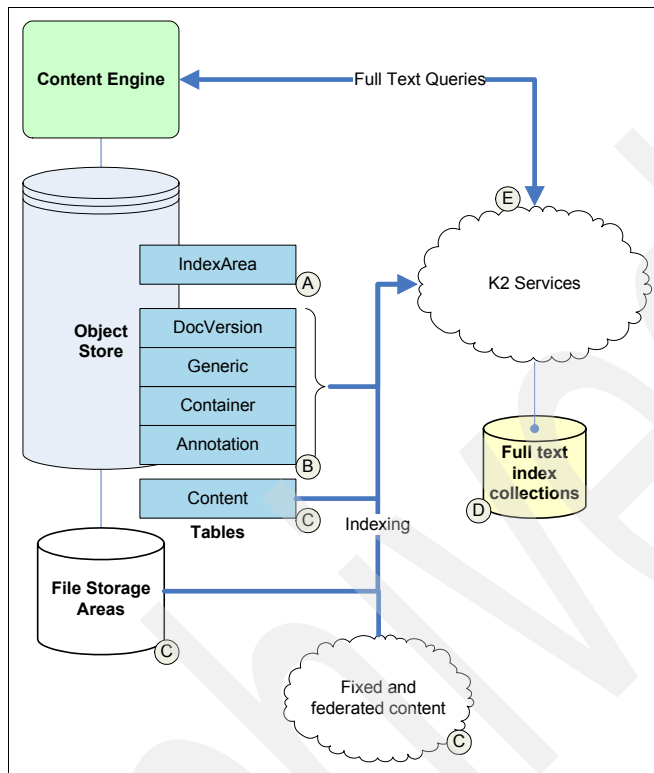 Content Engine
Full Text Queries
E
K2 Services
IndexArea
A
Object
Store
DocVersion
Generic
Container
Annotation
B
Full text
index
collections
D
Content
C
Tables
Indexing
File Storage
Areas
C
Fixed and
federated content
C